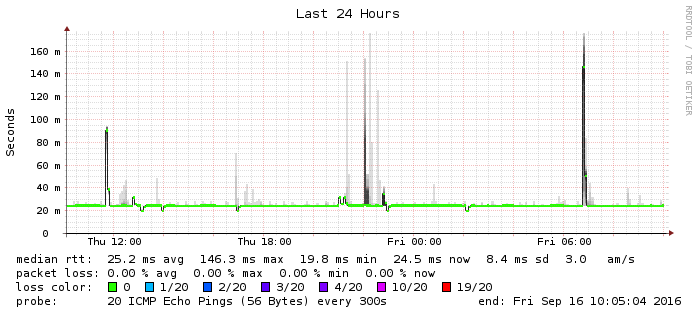 Last 24 Hours
RRDTOOL / TOBI OETIKER
Seconds
160 m
140 m
120 m
100 m
80 m
60 m
40 m
20 m
0
Thu 12:00 Thu 18:00 Fri 00:00 Fri 06:00
median rtt: 25.2 ms avg 146.3 ms max 19.8 ms min 24.5 ms now 8.4 ms sd 3.0 am/s
packet loss: 0.00 % avg 0.00 % max 0.00 % min 0.00 % now
loss color: 0 1/20 2/20 3/20 4/20 10/20 19/20
probe: 20 ICMP Echo Pings (56 Bytes) every 300s end: Fri Sep 16 10:05:04 2016